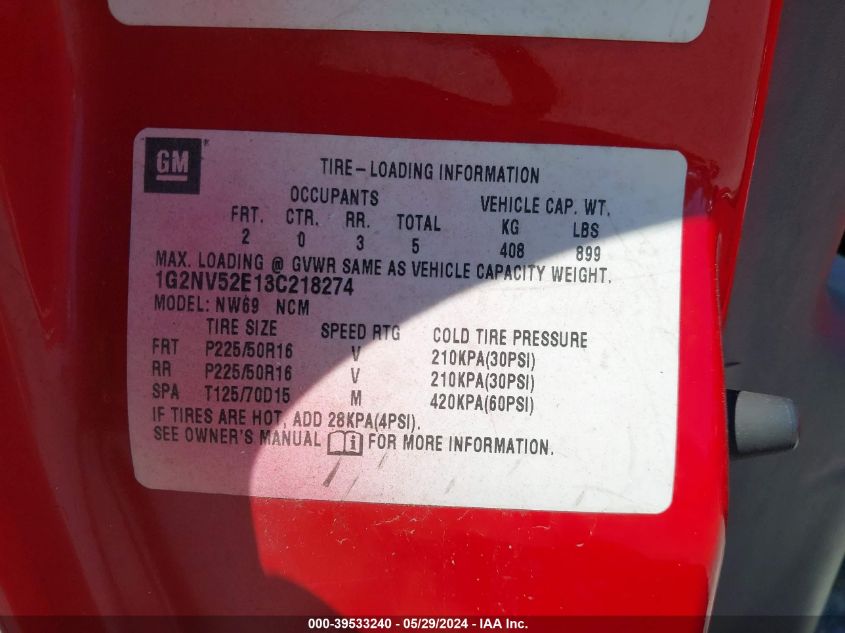 GM ®
TIRE-LOADING INFORMATION
OCCUPANTS VEHICLE CAP. WT.
FRT. CTR. RR. TOTAL KG LBS
2 0 3 5 408 899
MAX. LOADING @ GVWR SAME AS VEHICLE CAPACITY WEIGHT.
1G2NV52E13C218274
MODEL: NW69 NCM
TIRE SIZE SPEED RTG COLD TIRE PRESSURE
FRT P225/50R16 V 210KPA(30PSI)
RR P225/50R16 V 210KPA(30PSI)
SPA T125/70D15 M 420KPA(60PSI)
IF TIRES ARE HOT, ADD 28KPA(4PSI).
SEE OWNER'S MANUAL i FOR MORE INFORMATION.
000-39533240 - 05/29/2024 - IAA Inc.